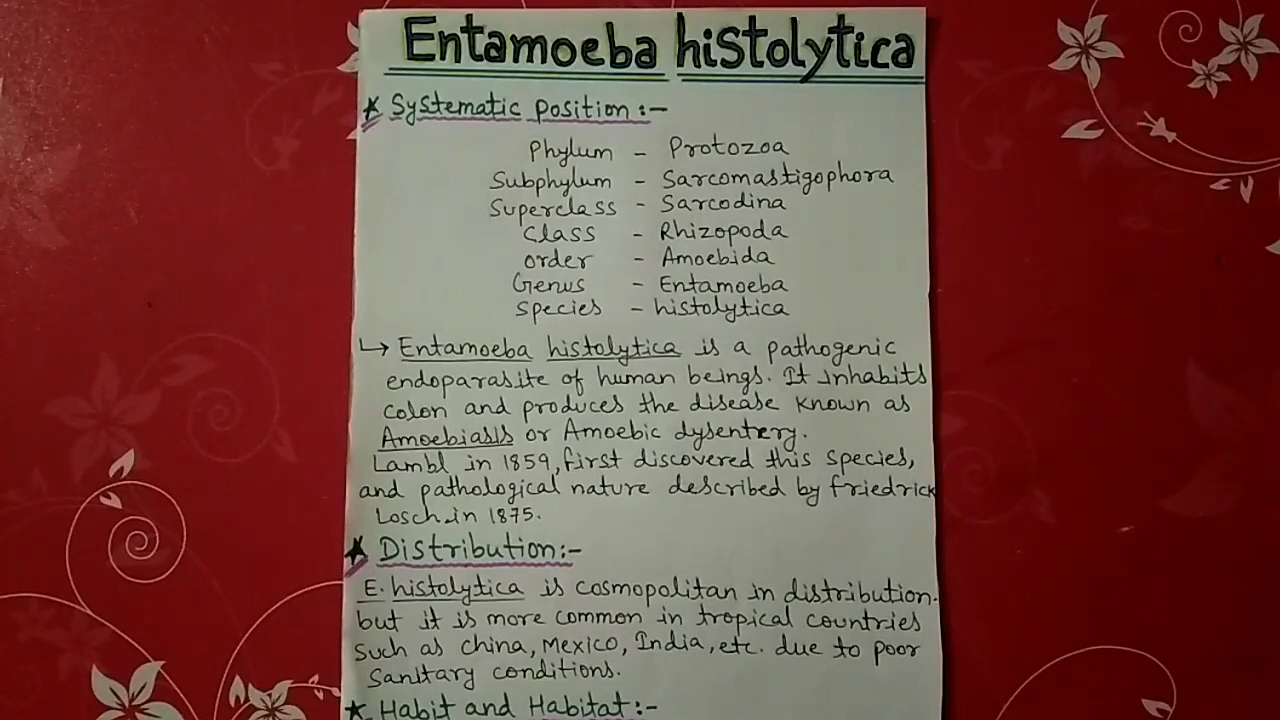 Entamoeba histolytica
★ Systematic position :-
Phylum - Protozoa
Subphylum - Sarcomastigophora
Superclass - Sarcodina
Class - Rhizopoda
order - Amoebida
Genus - Entamoeba
Species - histolytica
↳ Entamoeba histolytica is a pathogenic
endoparasite of human beings. It inhabits
colon and produces the disease known as
Amoebiasis or Amoebic dysentery.
Lambl in 1859, first discovered this species,
and pathological nature described by friedrick
Losch in 1875.
★ Distribution :-
E. histolytica is cosmopolitan in distribution.
but it is more common in tropical countries
such as china, Mexico, India, etc. due to poor
sanitary conditions.
★ Habit and Habitat :-